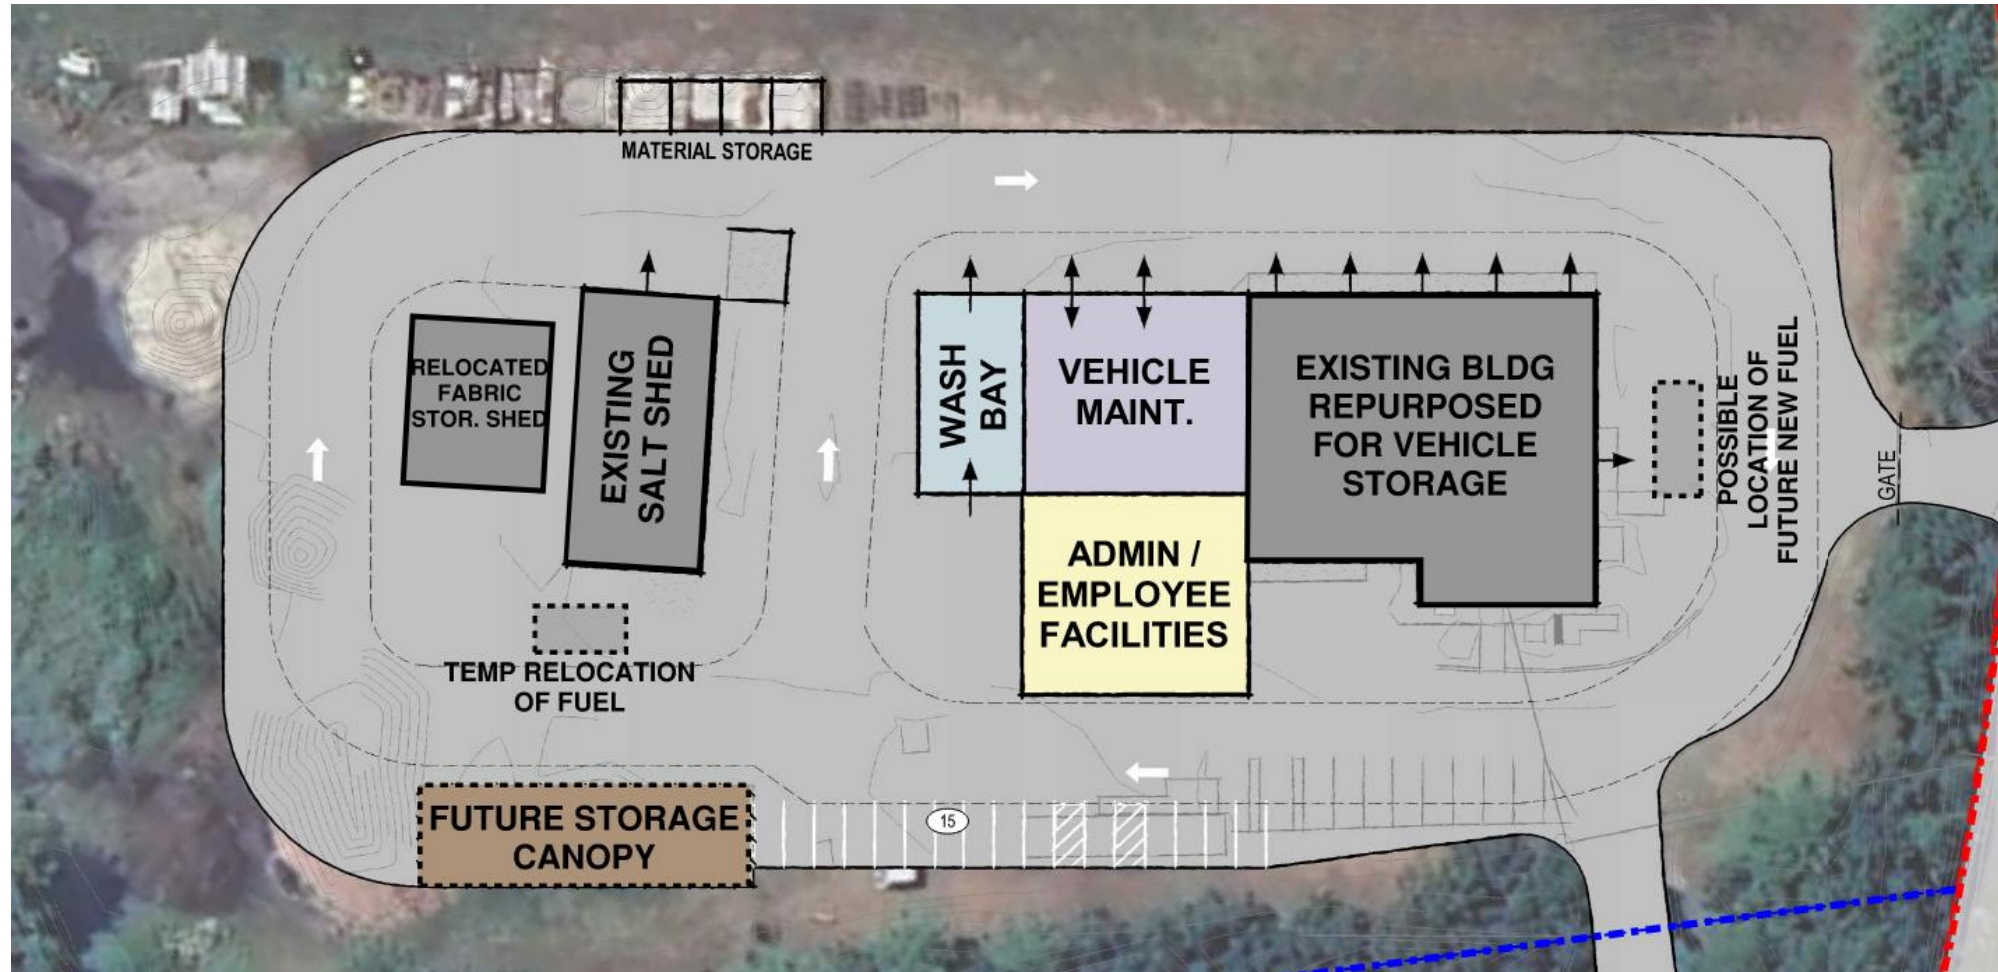 MATERIAL STORAGE
RELOCATED
FABRIC
STOR. SHED
EXISTING
SALT SHED
WASH
BAY
VEHICLE
MAINT.
EXISTING BLDG
REPURPOSED
FOR VEHICLE
STORAGE
POSSIBLE
LOCATION OF
FUTURE NEW FUEL
GATE
ADMIN /
EMPLOYEE
FACILITIES
TEMP RELOCATION
OF FUEL
FUTURE STORAGE
CANOPY
15